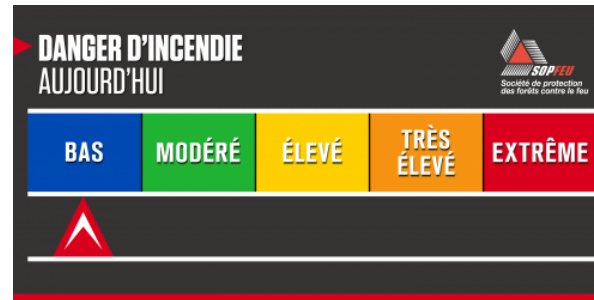 DANGER D'INCENDIE
AUJOURD'HUI
SOPFEU
Société de protection
des forêts contre le feu
BAS
MODÉRÉ
ÉLEVÉ
TRÈS
ÉLEVÉ
EXTRÊME